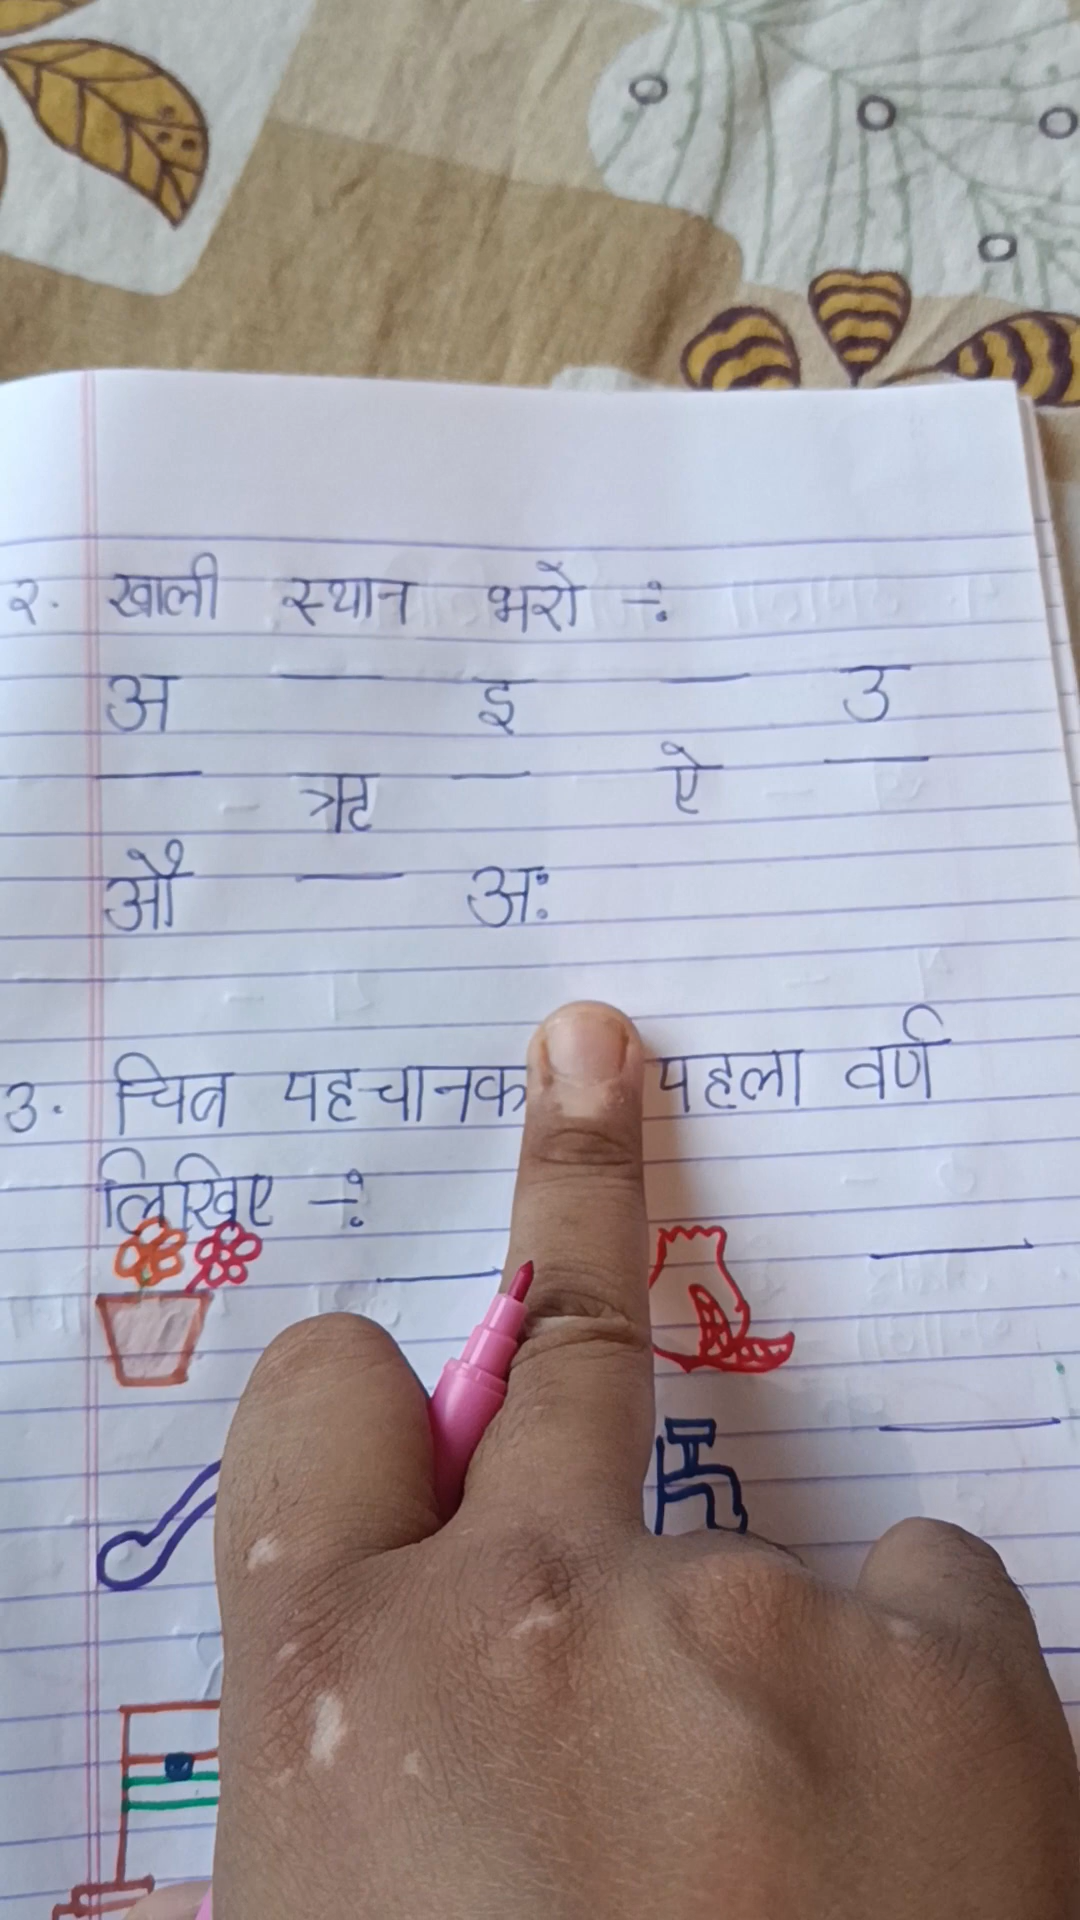 २. खाली स्थान भरो :-
अ — इ — उ
— ऋ — ऐ —
औ — अः
३. चित्र पहचानक पहला वर्ण
लिखिए :-